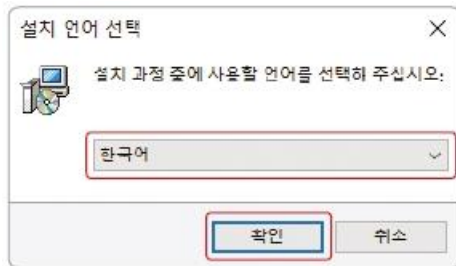 설치 언어 선택
설치 과정 중에 사용할 언어를 선택해 주십시오:
한국어
확인
취소